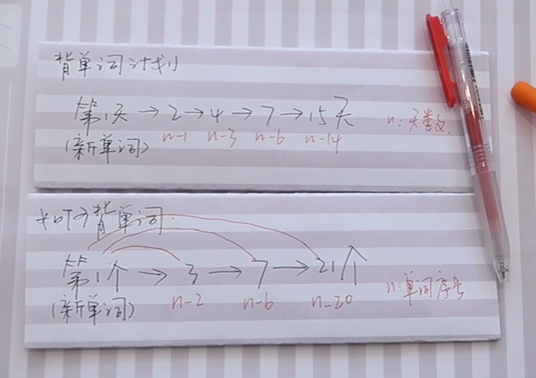 背单词计划
第1天→2→4→7→15天
(新单词) n-1 n-3 n-6 n-14 n:天数
如何背单词
第1个→3→7→21个
(新单词) n-2 n-6 n-20 n:单词序号